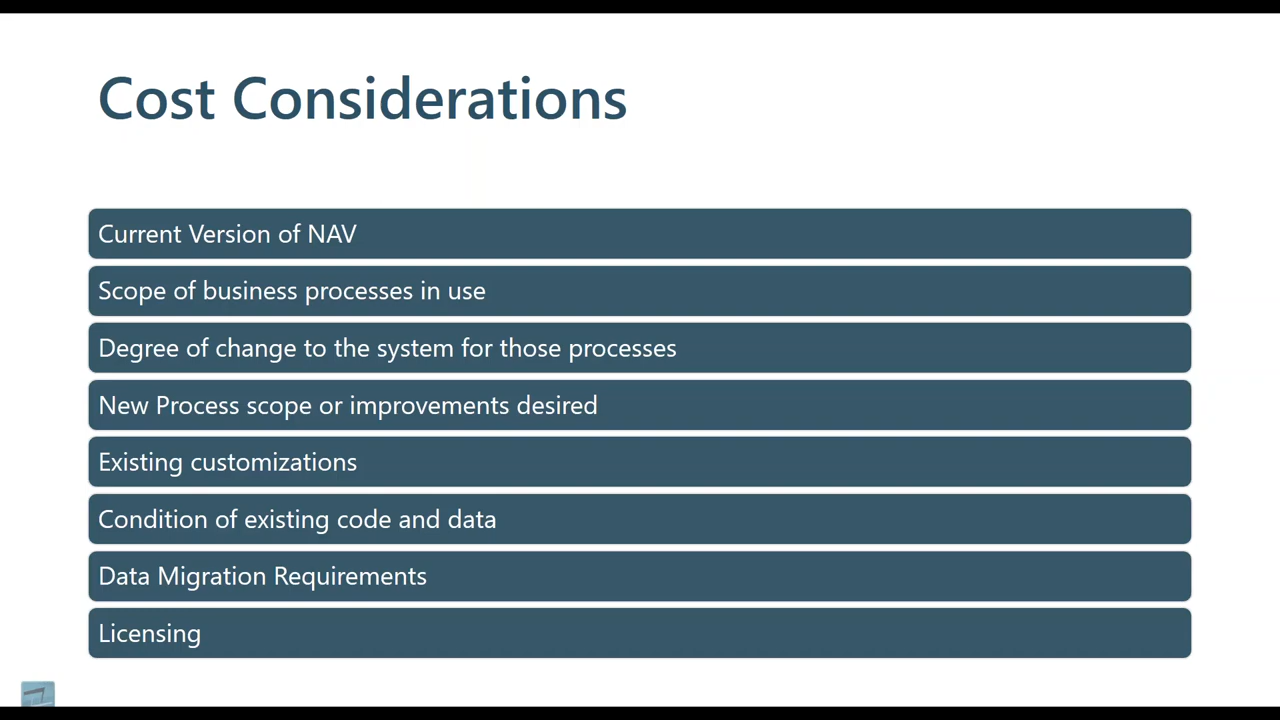 Cost Considerations
Current Version of NAV
Scope of business processes in use
Degree of change to the system for those processes
New Process scope or improvements desired
Existing customizations
Condition of existing code and data
Data Migration Requirements
Licensing